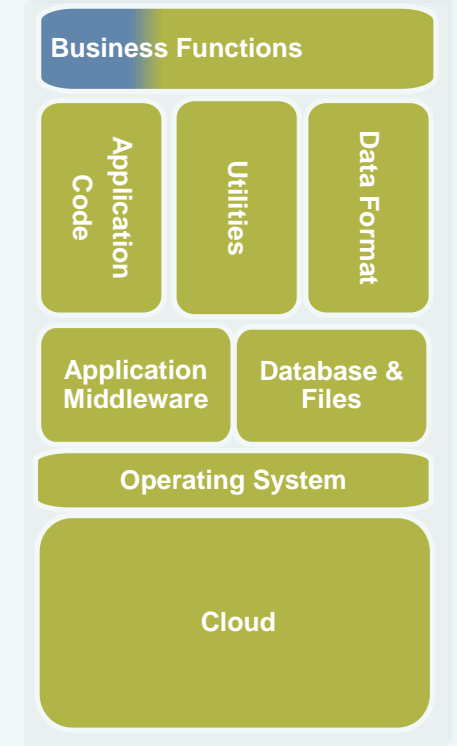 Business Functions
Application
Code
Utilities
Data Format
Application
Middleware
Database &
Files
Operating System
Cloud